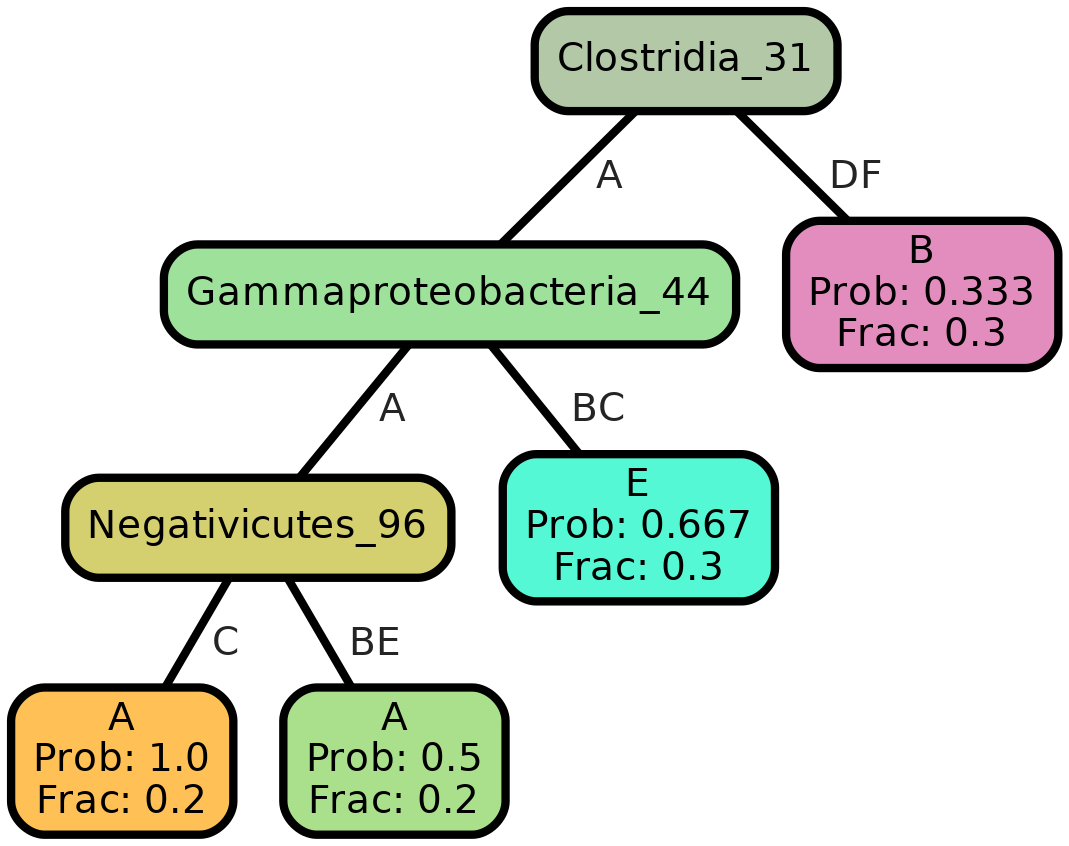 Clostridia_31
A
DF
Gammaproteobacteria_44
B
Prob: 0.333
Frac: 0.3
A
BC
Negativicutes_96
E
Prob: 0.667
Frac: 0.3
C
BE
A
Prob: 1.0
Frac: 0.2
A
Prob: 0.5
Frac: 0.2